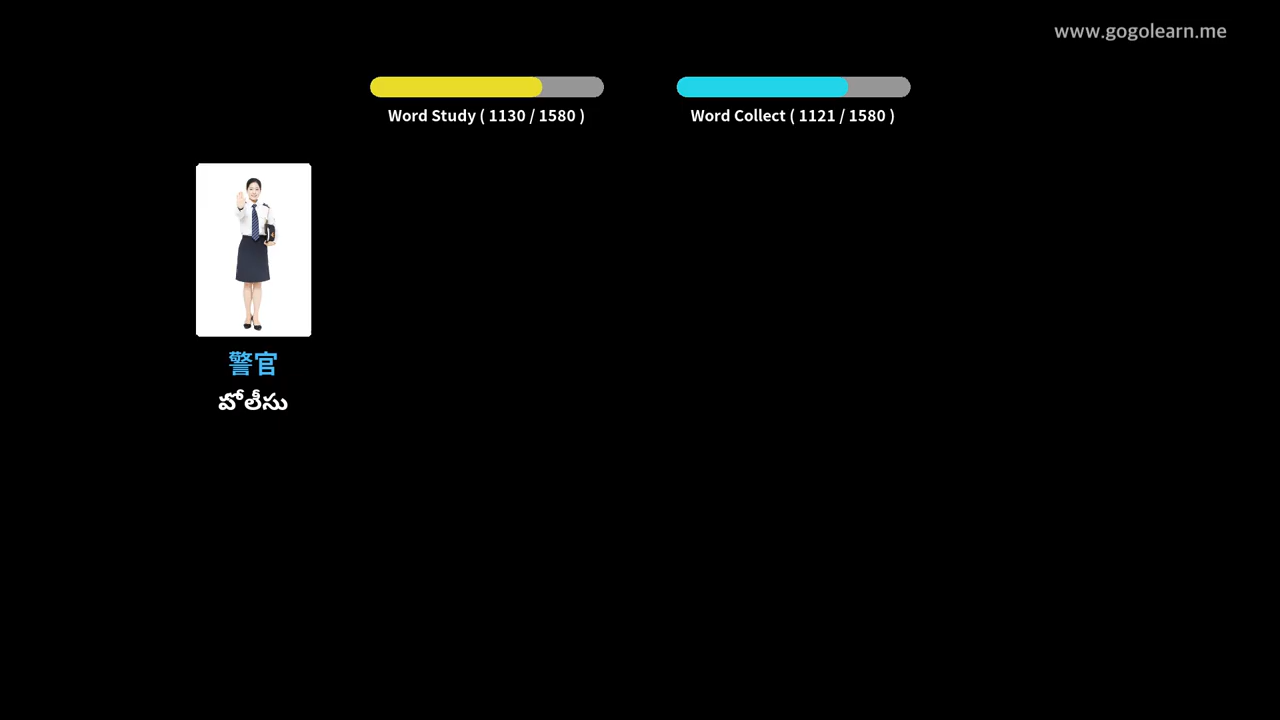 www.gogolearn.me
Word Study ( 1130 / 1580 )
Word Collect ( 1121 / 1580 )
警官
పోలీసు